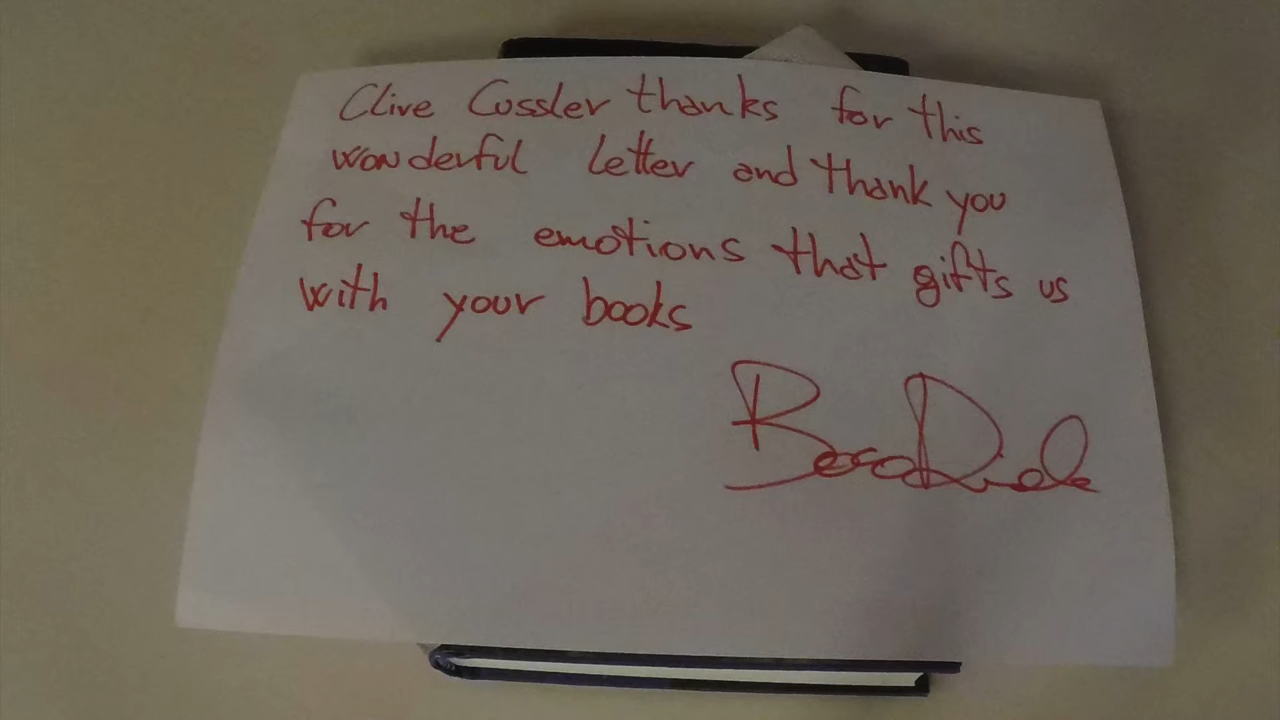 Clive Cussler thanks for this
wonderful letter and thank you
for the emotions that gifts us
with your books